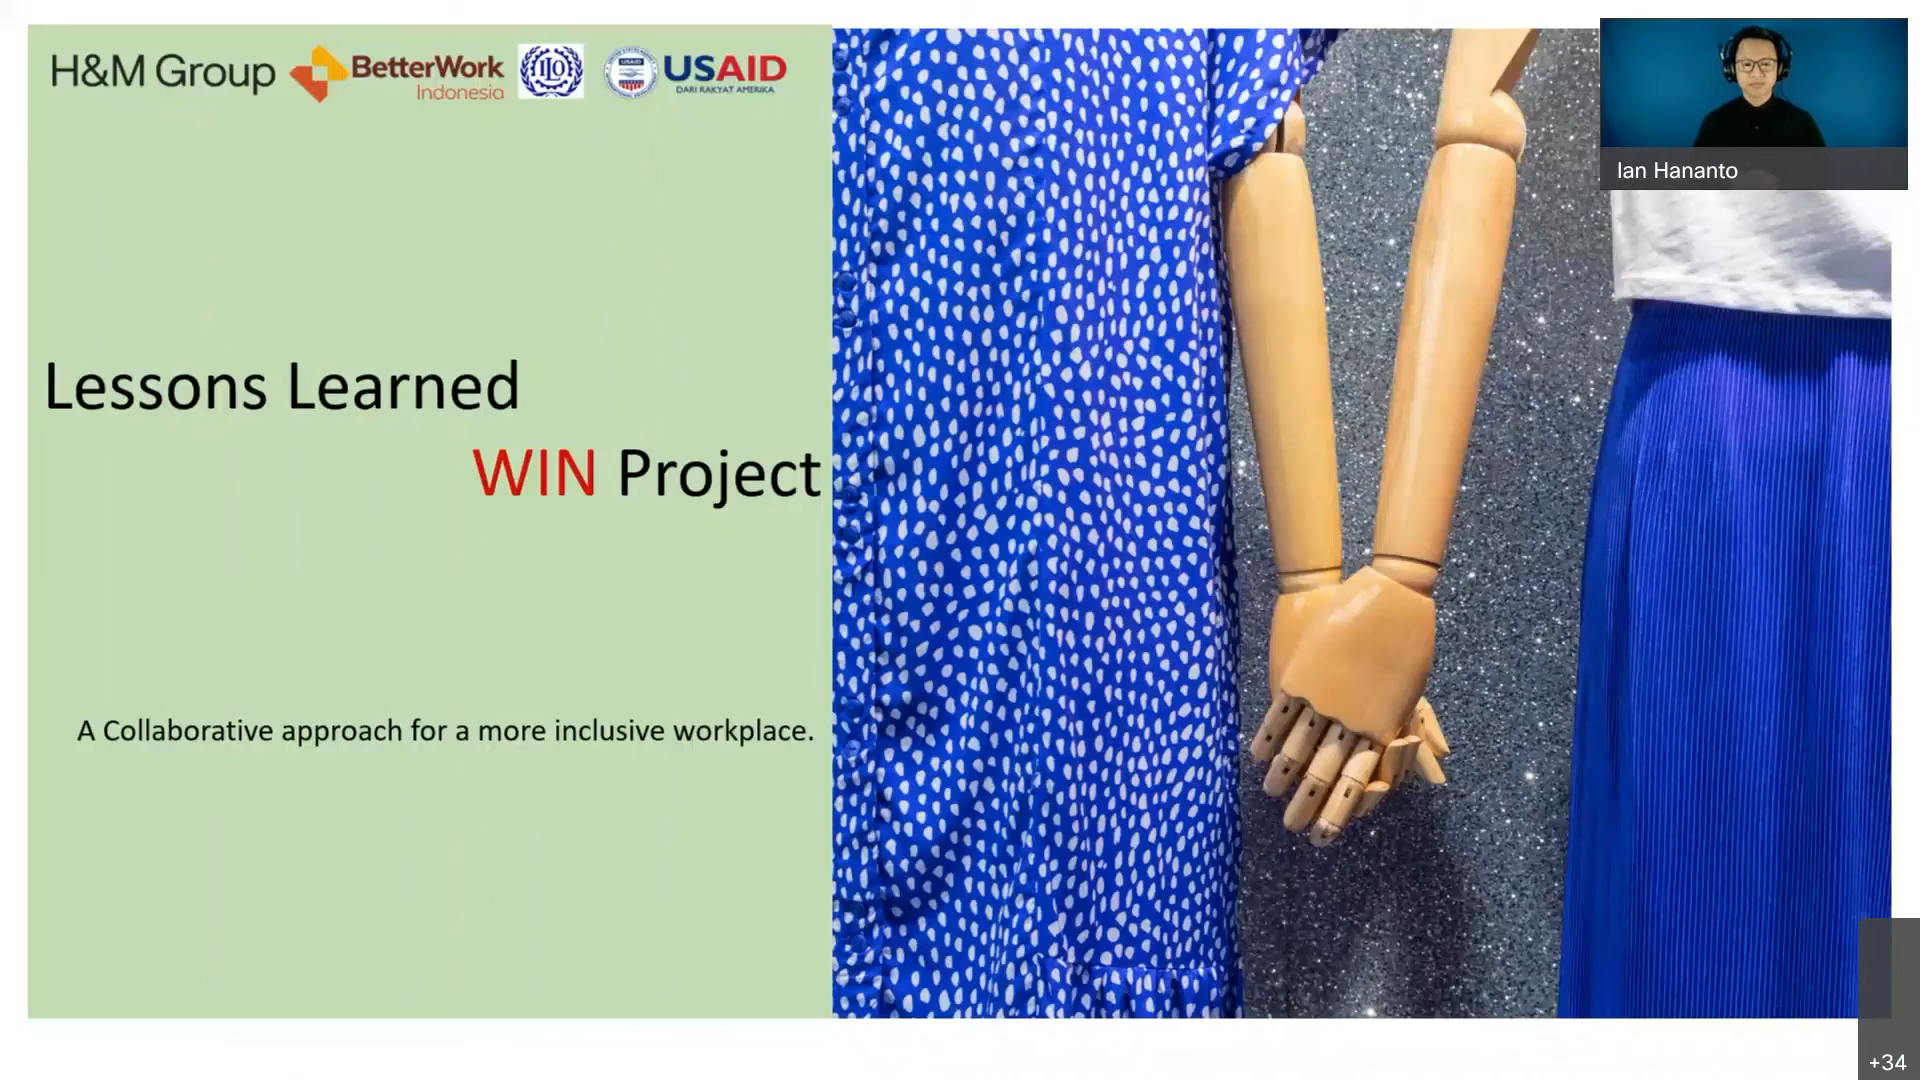 H&M Group
BetterWork
Indonesia
ILO
USAID
USAID
DARI RAKYAT AMERIKA
Ian Hananto
Lessons Learned
WIN Project
A Collaborative approach for a more inclusive workplace.
+34